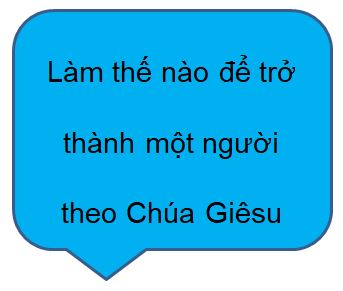 Làm thế nào để trở
thành một người
theo Chúa Giêsu